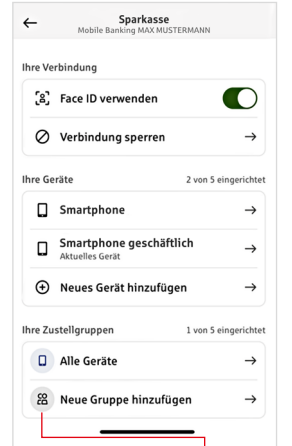 Sparkasse
Mobile Banking MAX MUSTERMANN
Ihre Verbindung
Face ID verwenden
Verbindung sperren
Ihre Geräte 2 von 5 eingerichtet
Smartphone
Smartphone geschäftlich
Aktuelles Gerät
Neues Gerät hinzufügen
Ihre Zustellgruppen 1 von 5 eingerichtet
Alle Geräte
Neue Gruppe hinzufügen